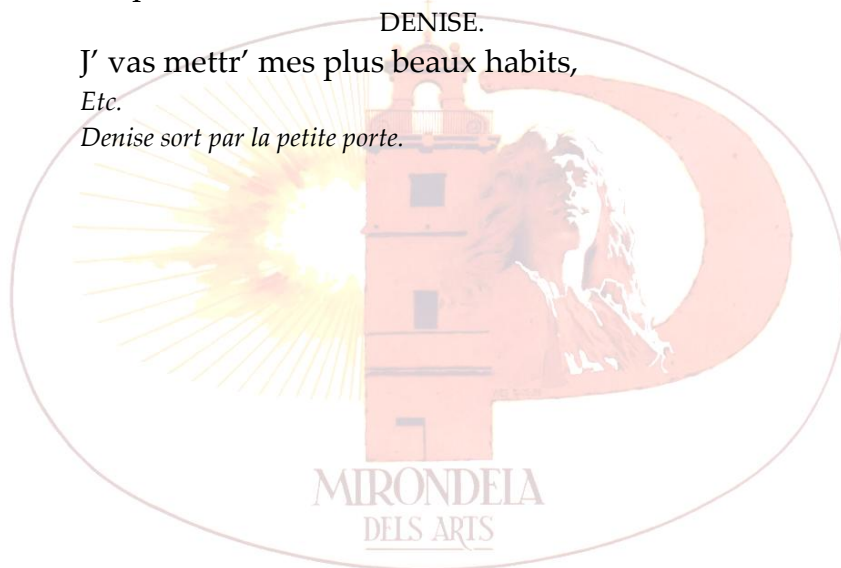 DENISE.
J’ vas mettr’ mes plus beaux habits,
Etc.
Denise sort par la petite porte.
MIRONDELA
DELS ARTS